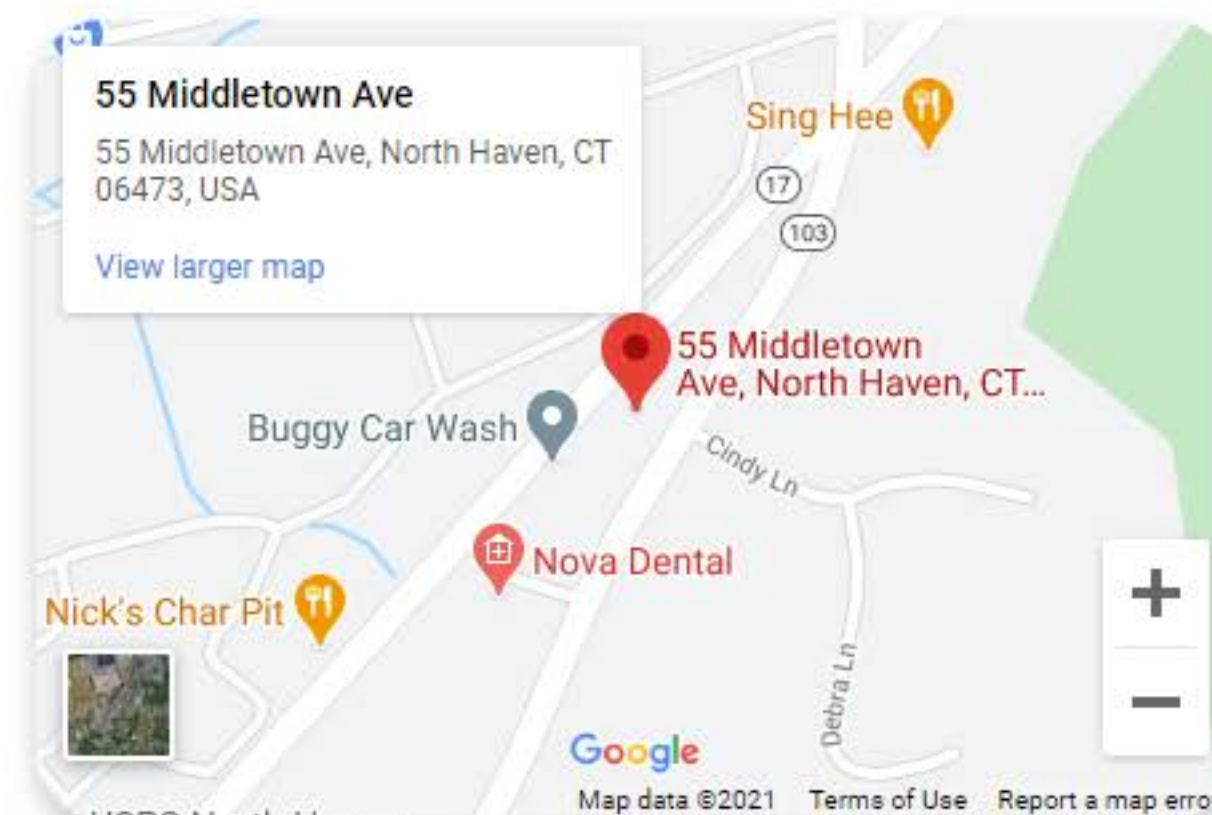 55 Middletown Ave
55 Middletown Ave, North Haven, CT
06473, USA
View larger map
Sing Hee
17
103
55 Middletown
Ave, North Haven, CT...
Buggy Car Wash
Cindy Ln
Nova Dental
Nick's Char Pit
Debra Ln
Google
Map data ©2021 Terms of Use Report a map erro